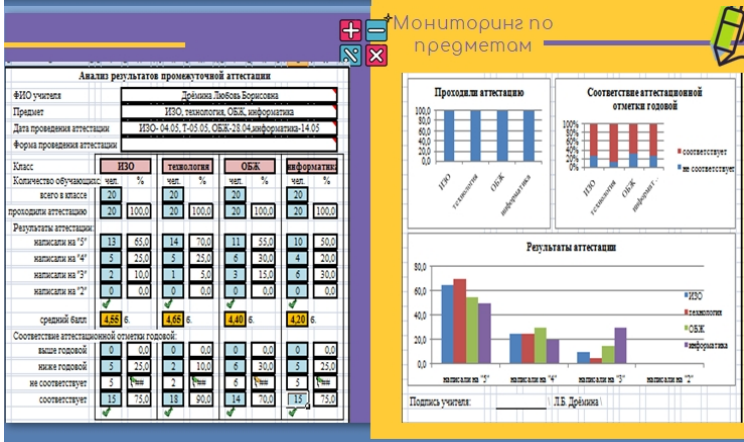 Мониторинг по
предметам
Анализ результатов промежуточной аттестации
ФИО учителя Дрёмина Любовь Борисовна
Предмет ИЗО, технология, ОБЖ, информатика
Дата проведения аттестации ИЗО- 04.05, Т-05.05, ОБЖ-28.04,информатика-14.05
Форма проведения аттестации
Класс ИЗО технология ОБЖ информатика
Количество обучающихс чел. % чел. % чел. % чел. %
всего в классе 20 20 20 20
проходили аттестацию 20 100,0 20 100,0 20 100,0 20 100,0
Результаты аттестации:
написали на "5" 13 65,0 14 70,0 11 55,0 10 50,0
написали на "4" 5 25,0 5 25,0 6 30,0 4 20,0
написали на "3" 2 10,0 1 5,0 3 15,0 6 30,0
написали на "2" 0 0,0 0 0,0 0 0,0 0 0,0
средний балл 4,55 б. 4,65 б. 4,40 б. 4,20 б.
Соответствие аттестационной отметки годовой:
выше годовой 0 0,0 0 0,0 0 0,0 0 0,0
ниже годовой 5 25,0 2 10,0 6 30,0 5 25,0
не соответствует 5 2 6 5
соответствует 15 75,0 18 90,0 14 70,0 15 75,0
Проходили аттестацию
100,0
90,0
80,0
70,0
60,0
50,0
40,0
30,0
20,0
10,0
0,0
ИЗО технология ОБЖ информатика
Соответствие аттестационной
отметки годовой
100%
80%
60%
40%
20%
0%
ИЗО технология ОБЖ информат...
соответствует
не соответствует
Результаты аттестации
80,0
60,0
40,0
20,0
0,0
написали на "5" написали на "4" написали на "3" написали на "2"
ИЗО
технология
ОБЖ
информатика
Подпись учителя: \ Л.Б. Дрёмина \